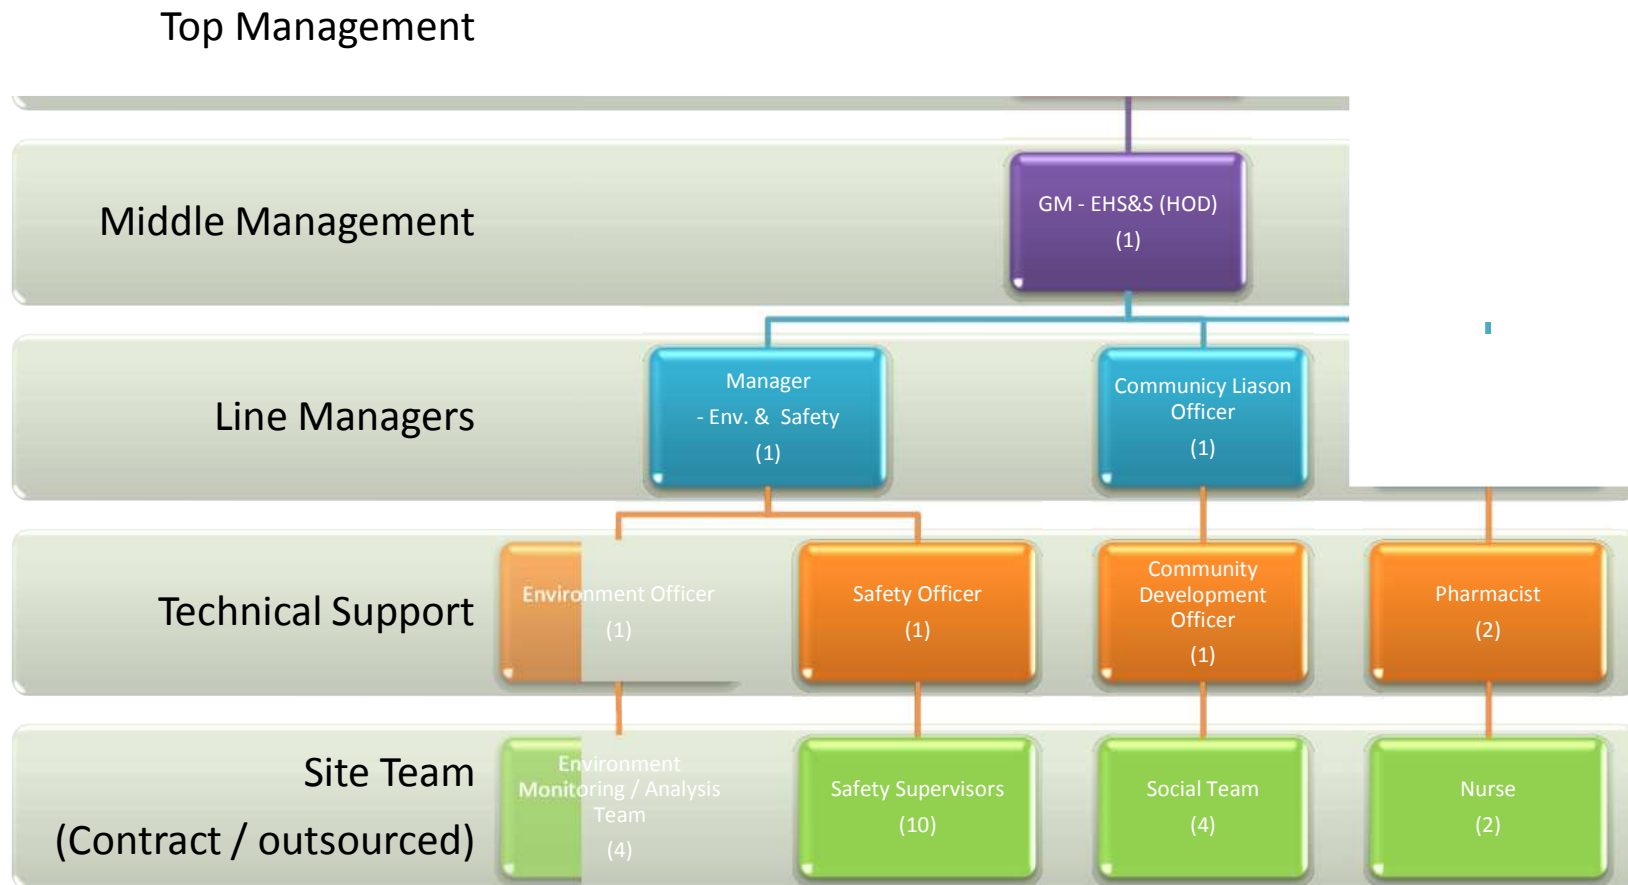 Top Management
Middle Management
GM - EHS&S (HOD)
(1)
Line Managers
Manager
- Env. &  Safety
(1)
Communicy Liason
Officer
(1)
Technical Support
Environment Officer
(1)
Safety Officer
(1)
Community
Development
Officer
(1)
Pharmacist
(2)
Site Team
(Contract / outsourced)
Environment
Monitoring / Analysis
Team
(4)
Safety Supervisors
(10)
Social Team
(4)
Nurse
(2)